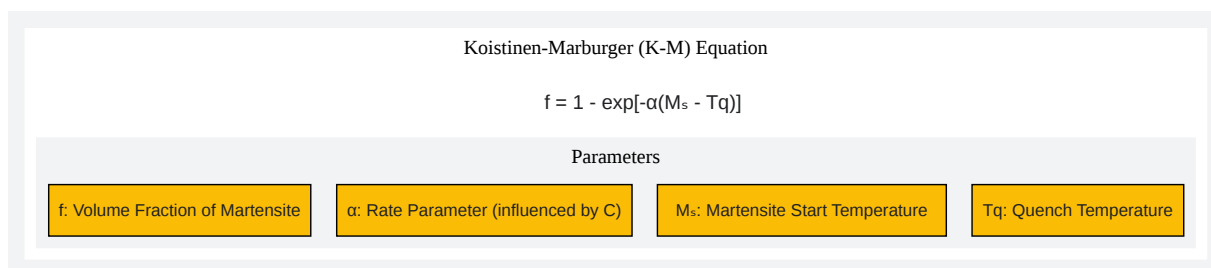 Koistinen-Marburger (K-M) Equation
f = 1 - exp[-α(Mₛ - Tq)]
Parameters
f: Volume Fraction of Martensite
α: Rate Parameter (influenced by C)
Mₛ: Martensite Start Temperature
Tq: Quench Temperature